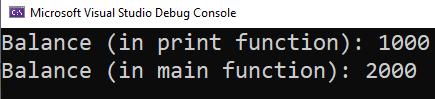 Microsoft Visual Studio Debug Console
Balance (in print function): 1000
Balance (in main function): 2000